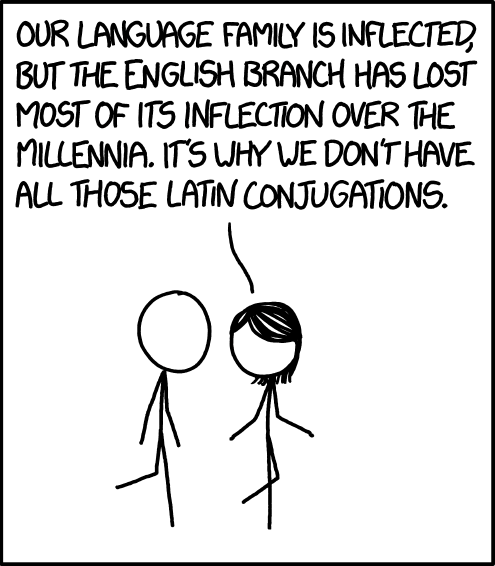 OUR LANGUAGE FAMILY IS INFLECTED,
BUT THE ENGLISH BRANCH HAS LOST
MOST OF ITS INFLECTION OVER THE
MILLENNIA. IT'S WHY WE DON'T HAVE
ALL THOSE LATIN CONJUGATIONS.